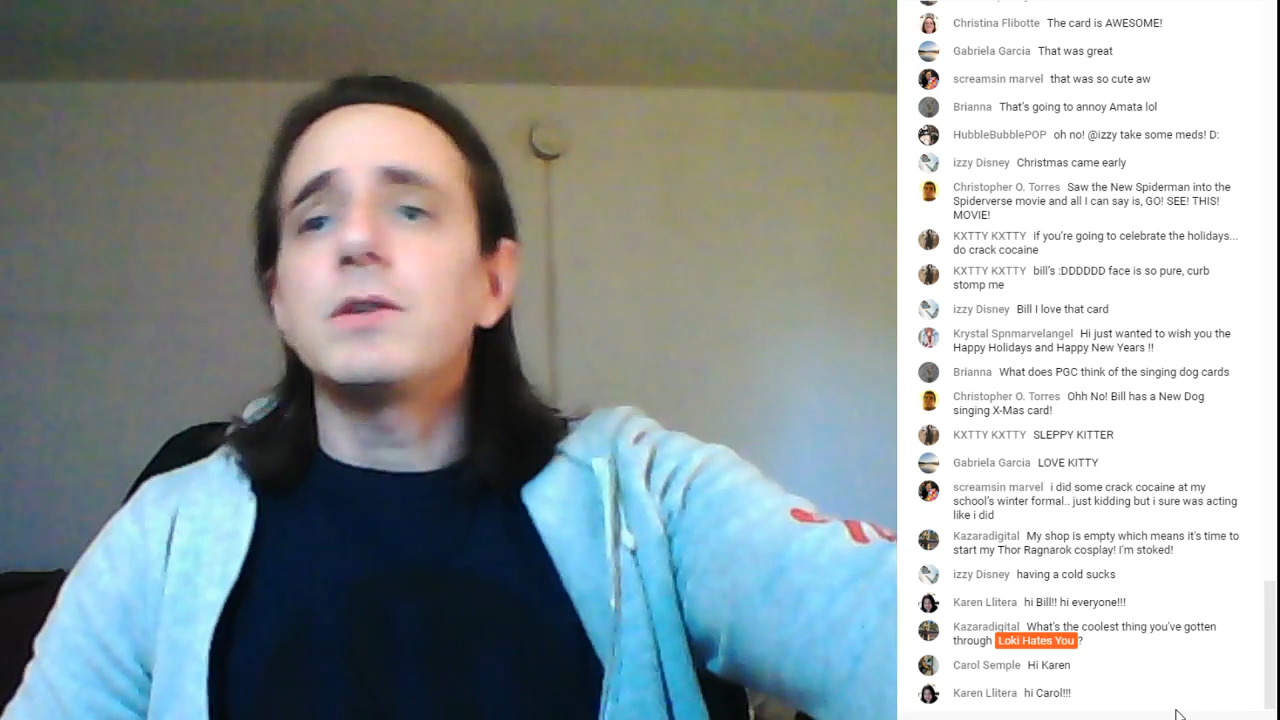 Christina Flibotte The card is AWESOME!
Gabriela Garcia That was great
screamsin marvel that was so cute aw
Brianna That's going to annoy Amata lol
HubbleBubblePOP oh no! @izzy take some meds! D:
izzy Disney Christmas came early
Christopher O. Torres Saw the New Spiderman into the
Spiderverse movie and all I can say is, GO! SEE! THIS!
MOVIE!
KXTTY KXTTY if you're going to celebrate the holidays...
do crack cocaine
KXTTY KXTTY bill's :DDDDDD face is so pure, curb
stomp me
izzy Disney Bill I love that card
Krystal Spnmarvelangel Hi just wanted to wish you the
Happy Holidays and Happy New Years !!
Brianna What does PGC think of the singing dog cards
Christopher O. Torres Ohh No! Bill has a New Dog
singing X-Mas card!
KXTTY KXTTY SLEPPY KITTER
Gabriela Garcia LOVE KITTY
screamsin marvel i did some crack cocaine at my
school's winter formal.. just kidding but i sure was acting
like i did
Kazaradigital My shop is empty which means it's time to
start my Thor Ragnarok cosplay! I'm stoked!
izzy Disney having a cold sucks
Karen Llitera hi Bill!! hi everyone!!!
Kazaradigital What's the coolest thing you've gotten
through Loki Hates You ?
Carol Semple Hi Karen
Karen Llitera hi Carol!!!